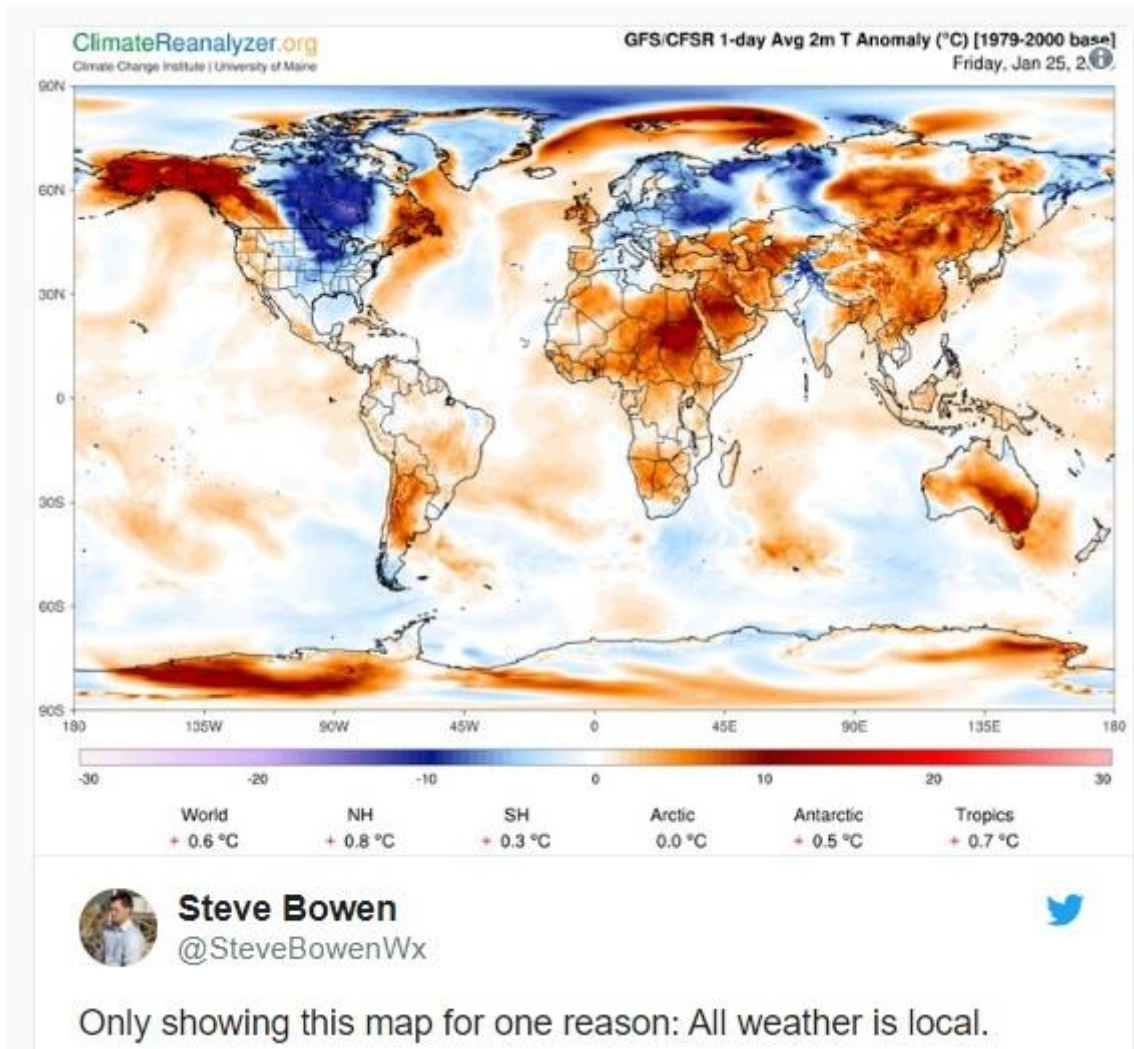 ClimateReanalyzer.org
Climate Change Institute | University of Maine
GFS/CFSR 1-day Avg 2m T Anomaly (°C) [1979-2000 base]
Friday, Jan 25, 2
90N
60N
30N
0
30S
60S
90S
180 135W 90W 45W 0 45E 90E 135E 180
-30 -20 -10 0 10 20 30
World NH SH Arctic Antarctic Tropics
+ 0.6 °C + 0.8 °C + 0.3 °C 0.0 °C + 0.5 °C + 0.7 °C
Steve Bowen
@SteveBowenWx
Only showing this map for one reason: All weather is local.